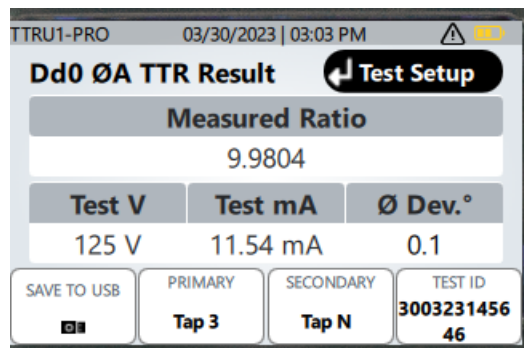 TTRU1-PRO 03/30/2023 | 03:03 PM
Dd0 ØA TTR Result Test Setup
Measured Ratio
9.9804
Test V Test mA Ø Dev.°
125 V 11.54 mA 0.1
SAVE TO USB PRIMARY SECONDARY TEST ID
Tap 3 Tap N 3003231456
46